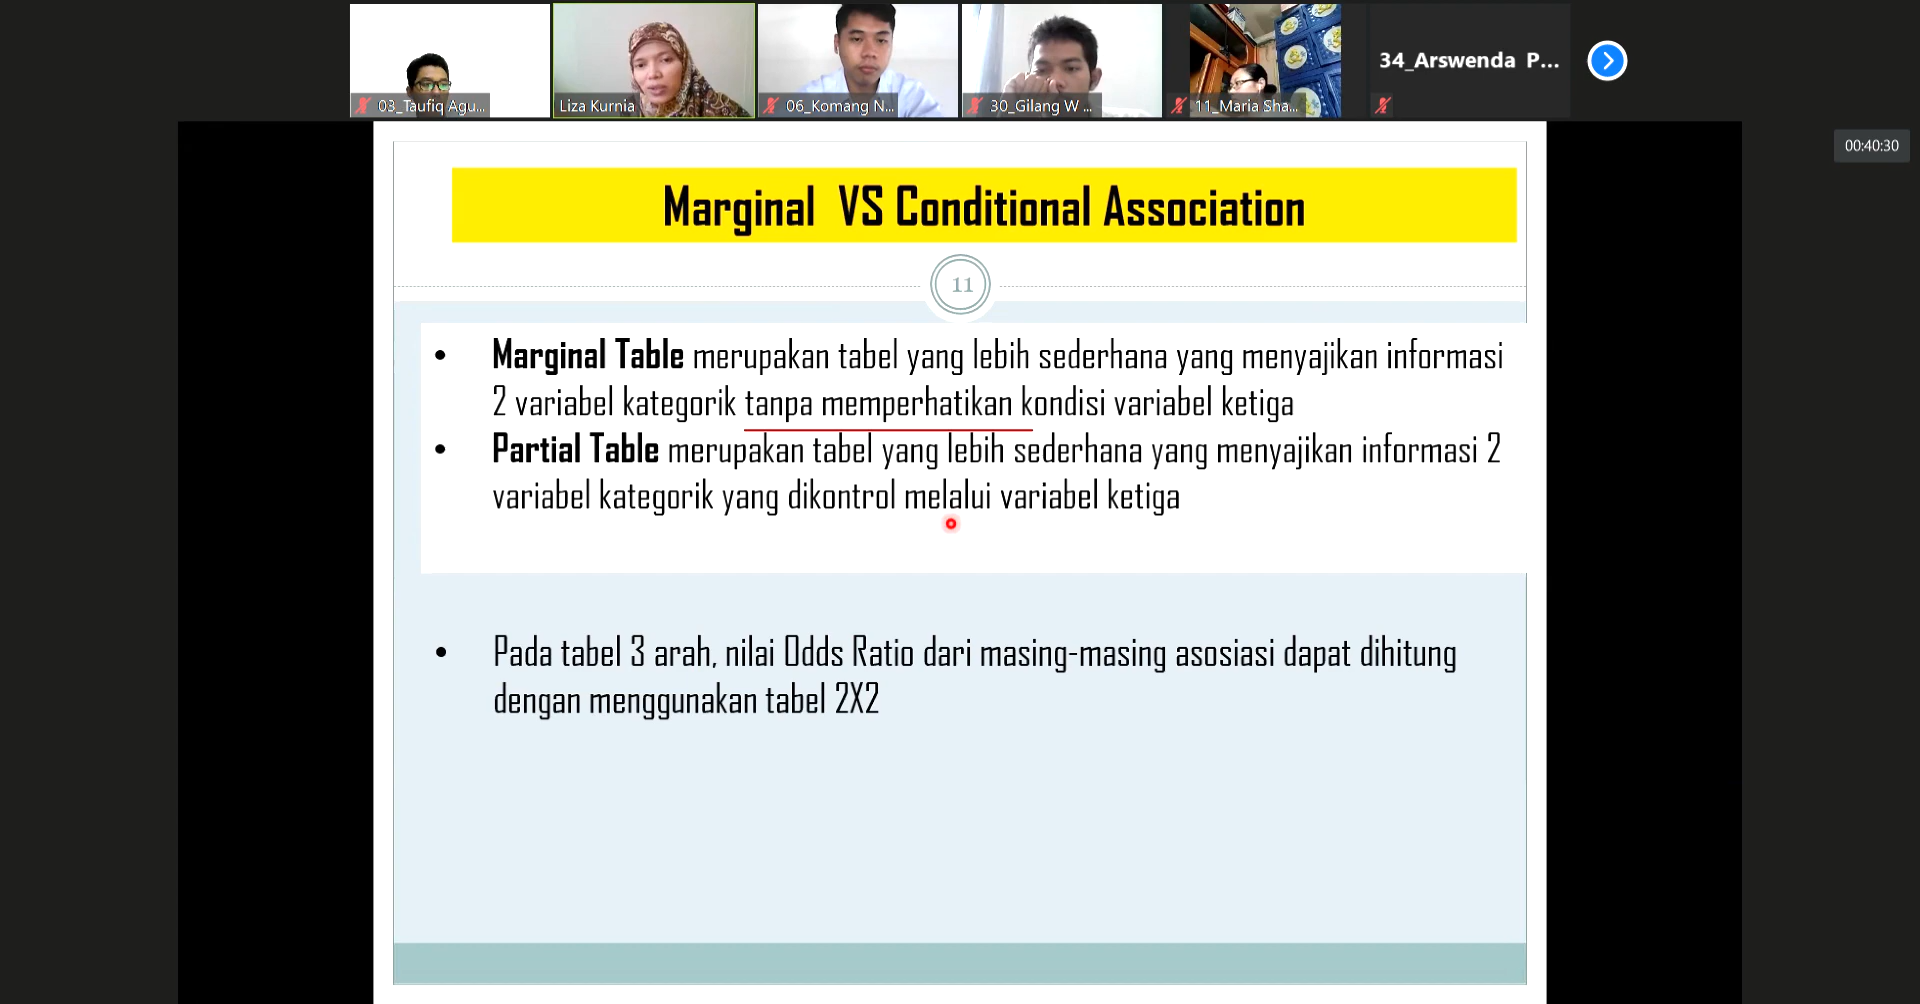 03_Taufiq Agu...
Liza Kurnia
06_Komang N...
30_Gilang W ...
11_Maria Sha...
34_Arswenda P...
00:40:30
Marginal VS Conditional Association
11
• Marginal Table merupakan tabel yang lebih sederhana yang menyajikan informasi
2 variabel kategorik tanpa memperhatikan kondisi variabel ketiga
• Partial Table merupakan tabel yang lebih sederhana yang menyajikan informasi 2
variabel kategorik yang dikontrol melalui variabel ketiga
• Pada tabel 3 arah, nilai Odds Ratio dari masing-masing asosiasi dapat dihitung
dengan menggunakan tabel 2X2